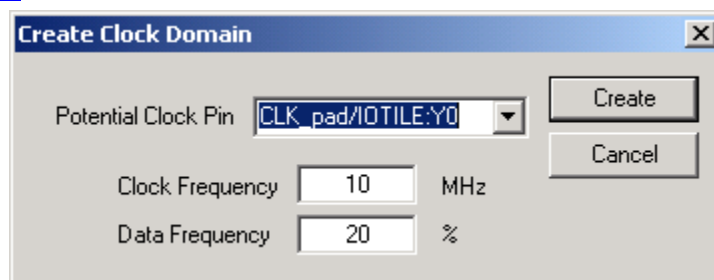 Create Clock Domain
Potential Clock Pin CLK_pad/IOTILE:Y0 Create
Cancel
Clock Frequency 10 MHz
Data Frequency 20 %